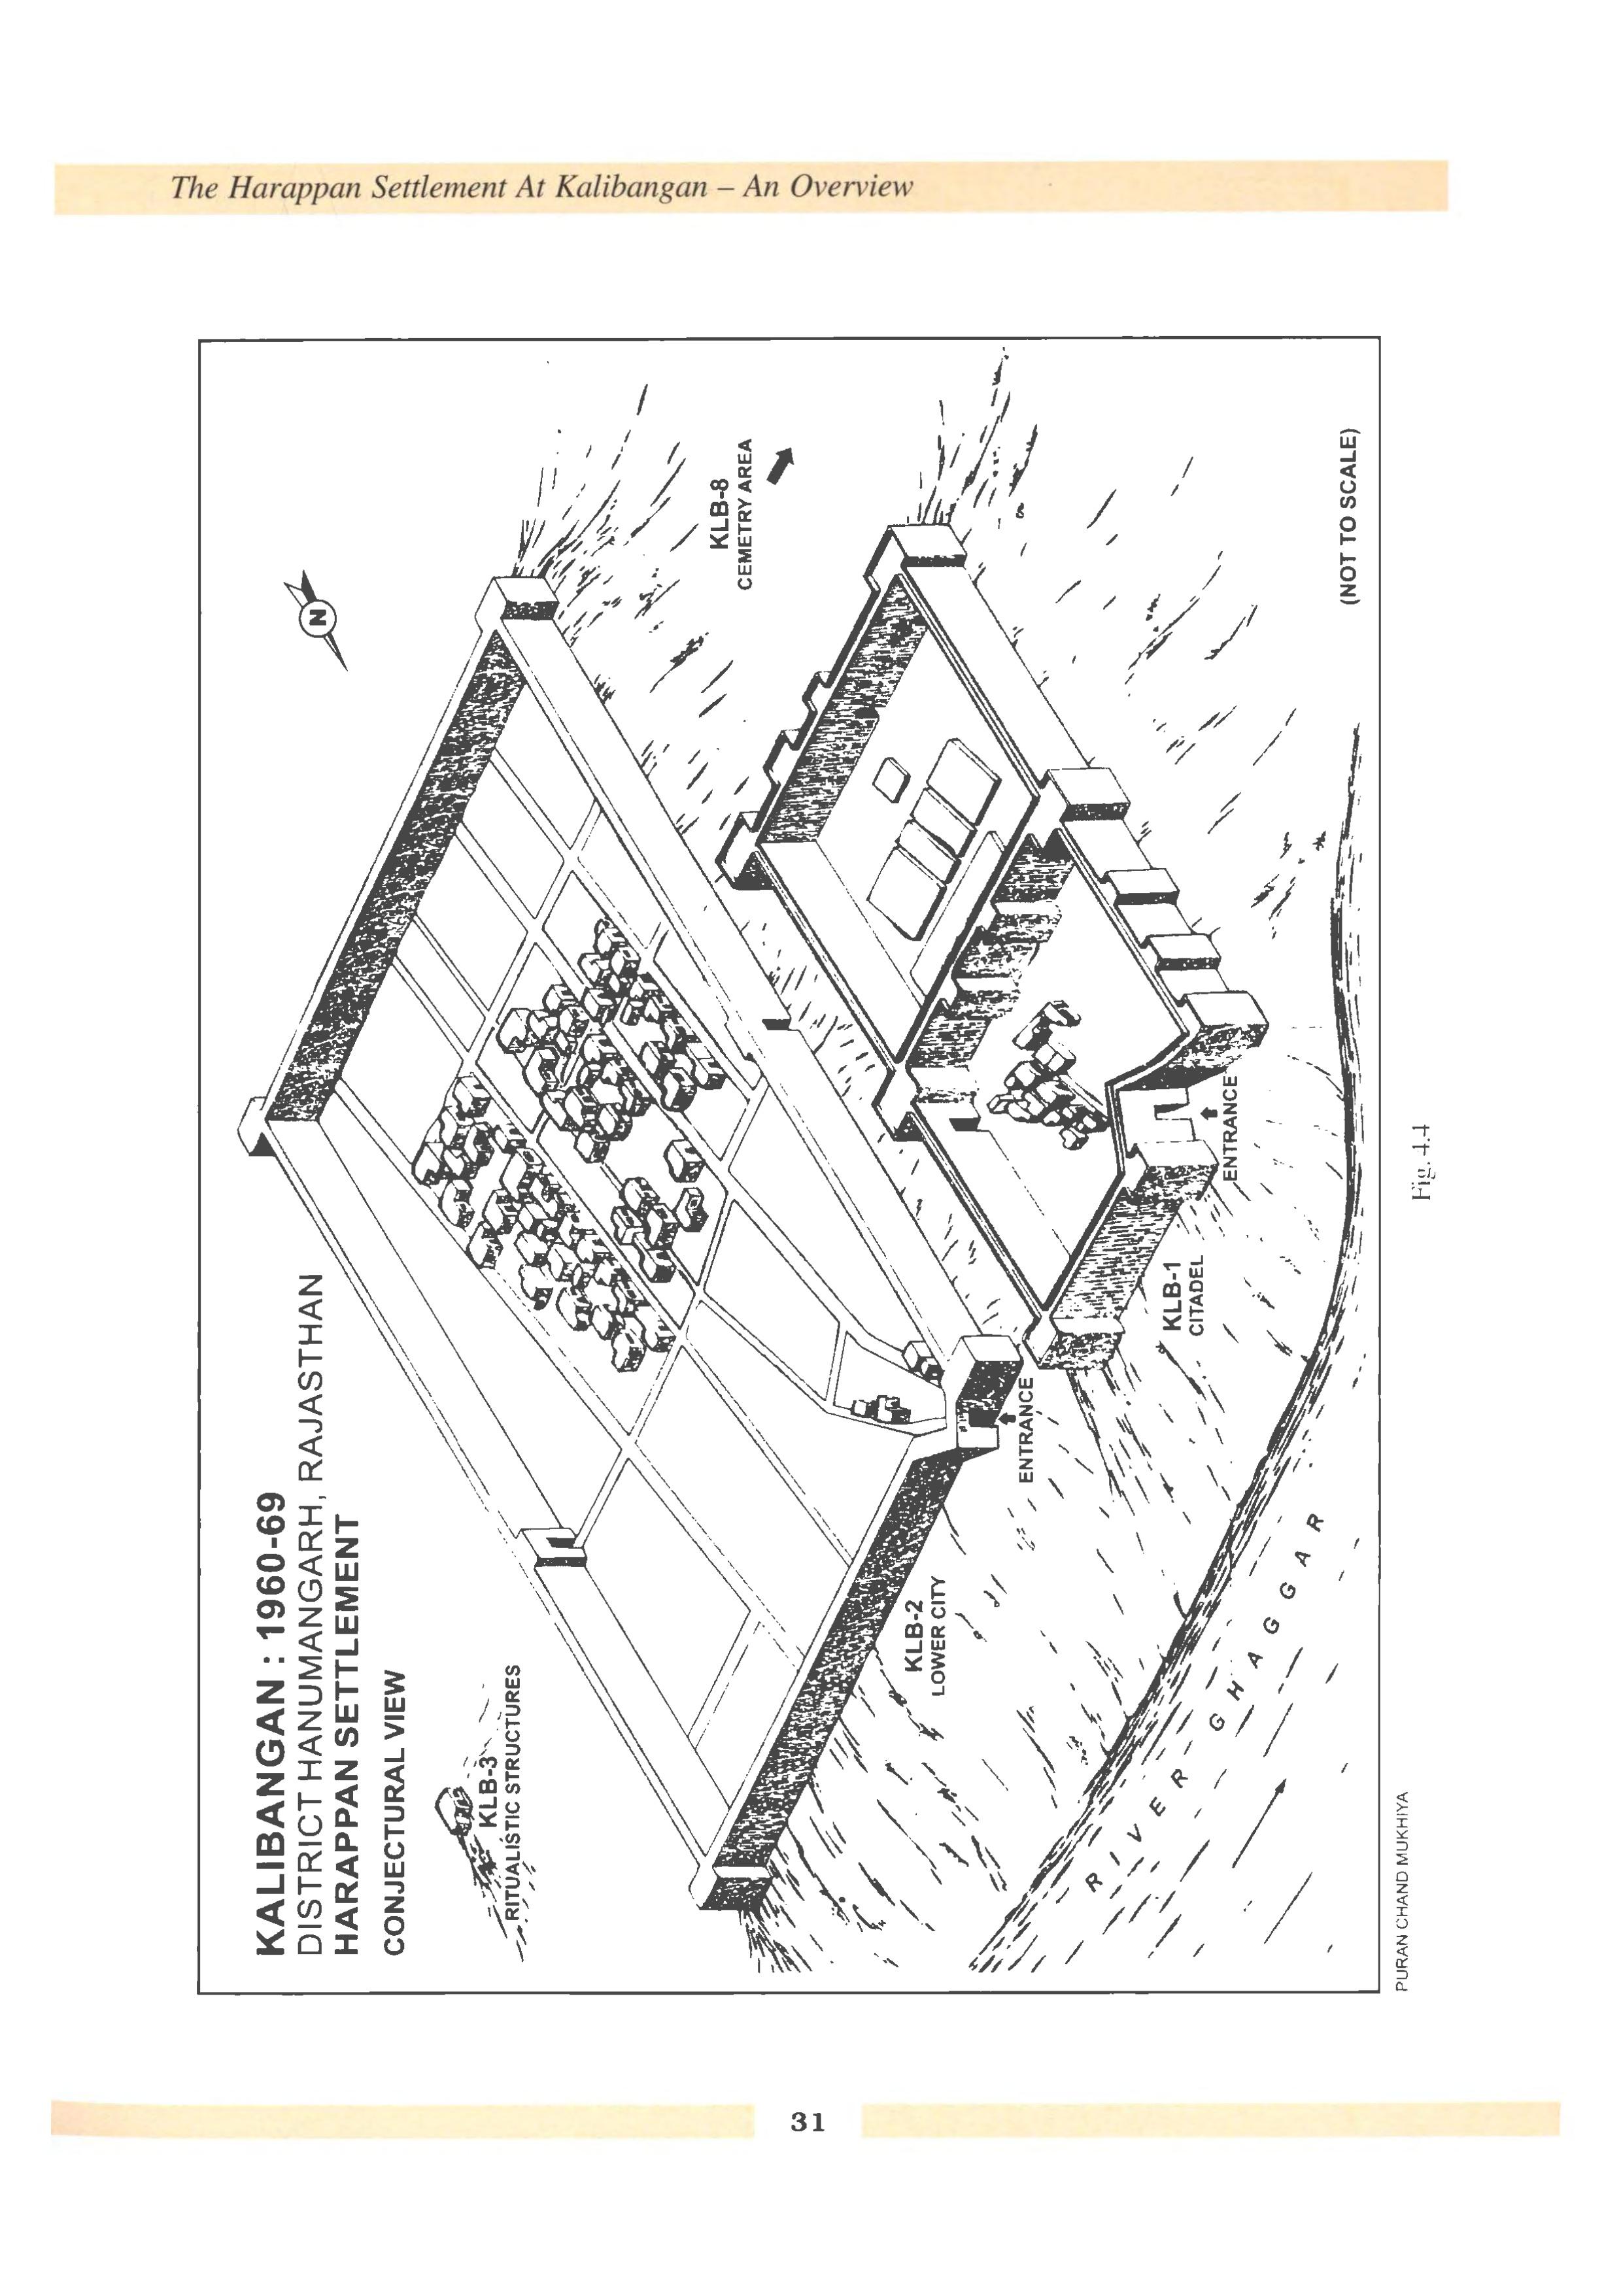 The Harappan Settlement At Kalibangan – An Overview
KALIBANGAN : 1960-69
DISTRICT HANUMANGARH, RAJASTHAN
HARAPPAN SETTLEMENT
CONJECTURAL VIEW
N
KLB-3
RITUALISTIC STRUCTURES
KLB-8
CEMETRY AREA
KLB-2
LOWER CITY
ENTRANCE
KLB-1
CITADEL
ENTRANCE
RIVER GHAGGAR
(NOT TO SCALE)
PURAN CHAND MUKHIYA
Fig. 4.4
31